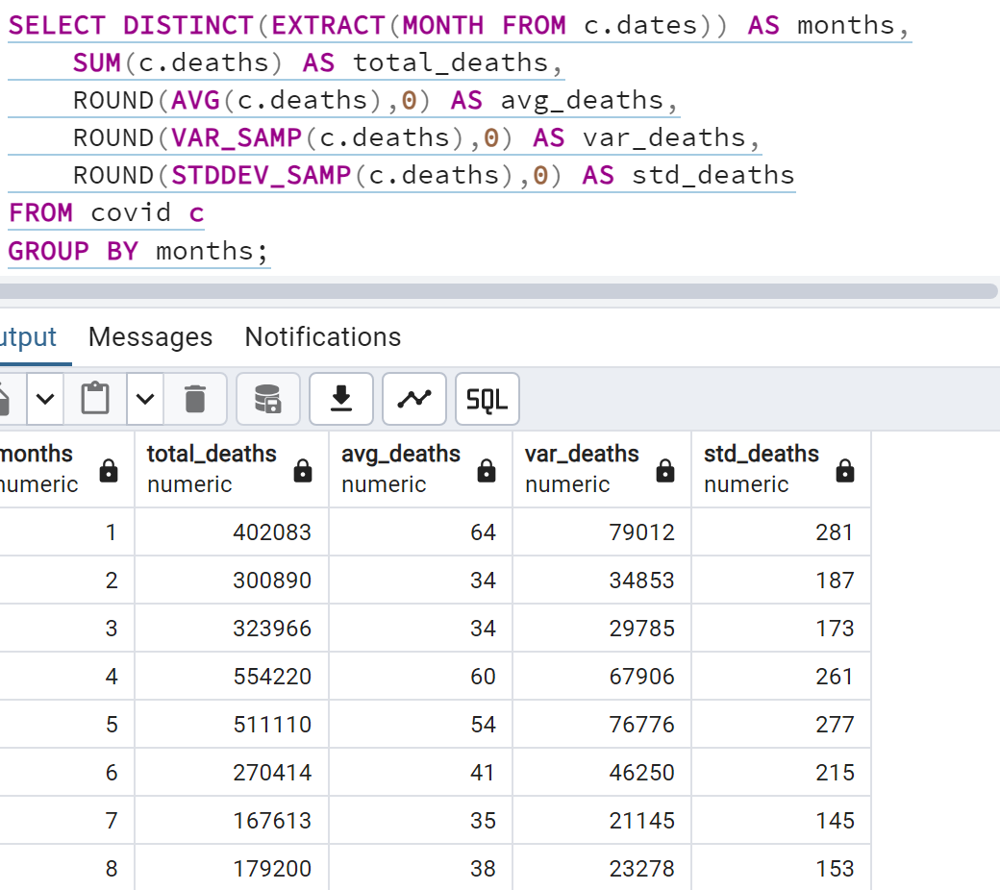 SELECT DISTINCT(EXTRACT(MONTH FROM c.dates)) AS months,
SUM(c.deaths) AS total_deaths,
ROUND(AVG(c.deaths),0) AS avg_deaths,
ROUND(VAR_SAMP(c.deaths),0) AS var_deaths,
ROUND(STDDEV_SAMP(c.deaths),0) AS std_deaths
FROM covid c
GROUP BY months;
utput Messages Notifications
SQL
months total_deaths avg_deaths var_deaths std_deaths
numeric numeric numeric numeric numeric
1 402083 64 79012 281
2 300890 34 34853 187
3 323966 34 29785 173
4 554220 60 67906 261
5 511110 54 76776 277
6 270414 41 46250 215
7 167613 35 21145 145
8 179200 38 23278 153